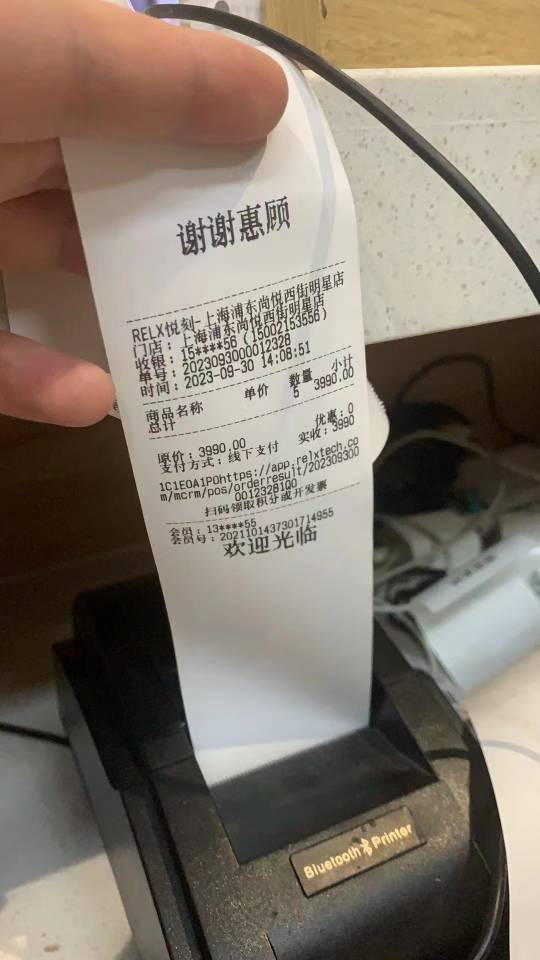 谢谢惠顾
RELX悦刻-上海浦东尚悦西街明星店
门店：上海浦东尚悦西街明星店
收银：15****56(15002153556)
单号：2023093000012328
时间：2023-09-30 14:08:51
商品名称 单价 数量 小计
总计 5 3990.00
原价：3990.00 优惠：0
支付方式：线下支付 实收：3990
1C1E0A1P0https://app.relxtech.co
m/mcrm/pos/orderresult/202309300
0012328100
扫码领取积分或开发票
会员：13****55
会员号：2021101437301714955
欢迎光临
Bluetooth Printer